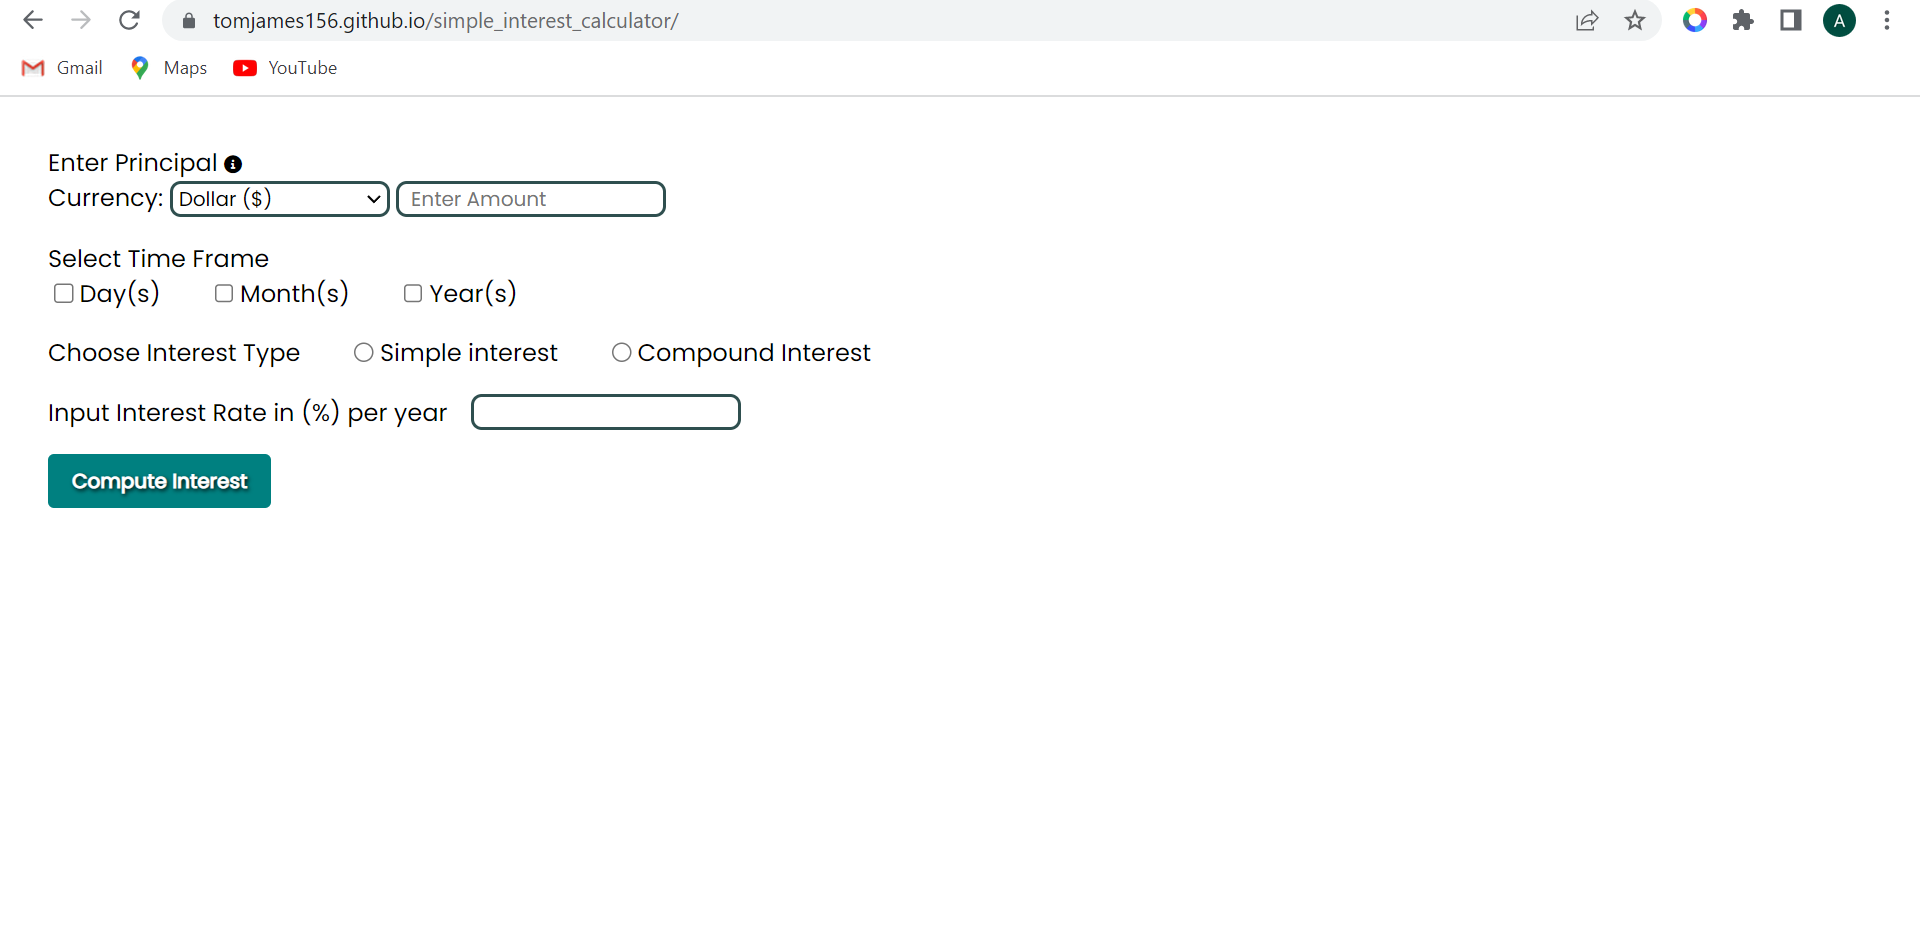 tomjames156.github.io/simple_interest_calculator/
A
Gmail Maps YouTube
Enter Principal
Currency: Dollar ($) Enter Amount
Select Time Frame
Day(s) Month(s) Year(s)
Choose Interest Type Simple interest Compound Interest
Input Interest Rate in (%) per year
Compute Interest